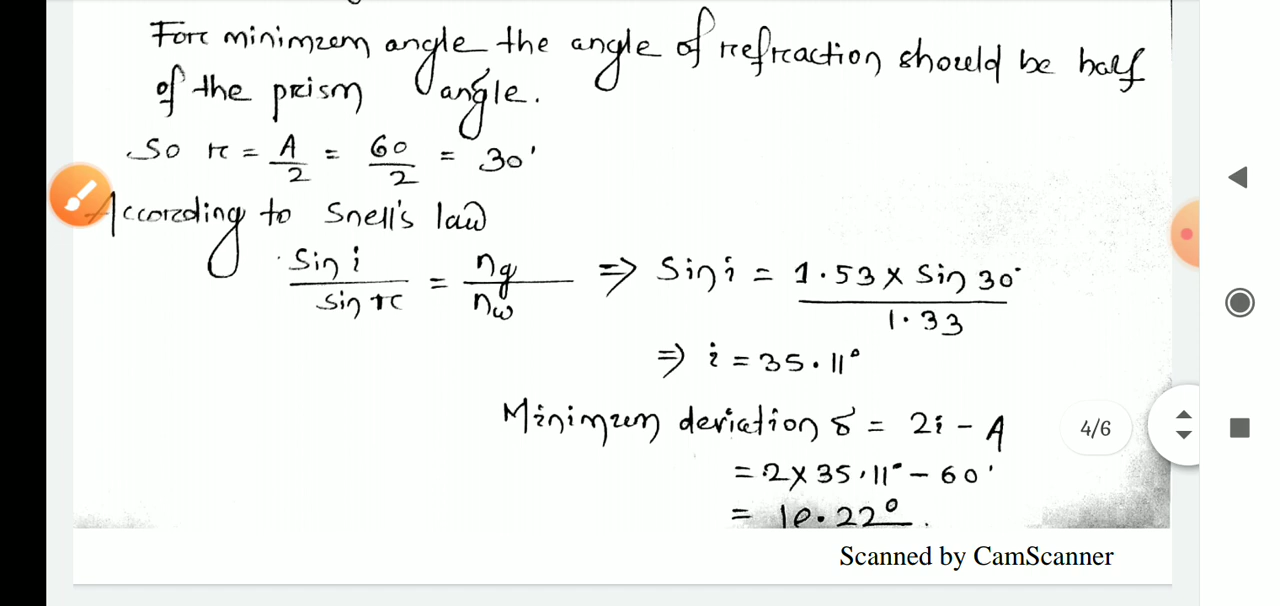 For minimum angle the angle of refraction should be half
of the prism angle.
So r = A/2 = 60/2 = 30°
According to Snell's law
Sin i / sin r = ng / nw ⇒ Sin i = 1.53 × Sin 30° / 1.33
⇒ i = 35.11°
Minimum deviation δ = 2i - A
4/6
= 2 × 35.11° - 60°
= 10.22°.
Scanned by CamScanner